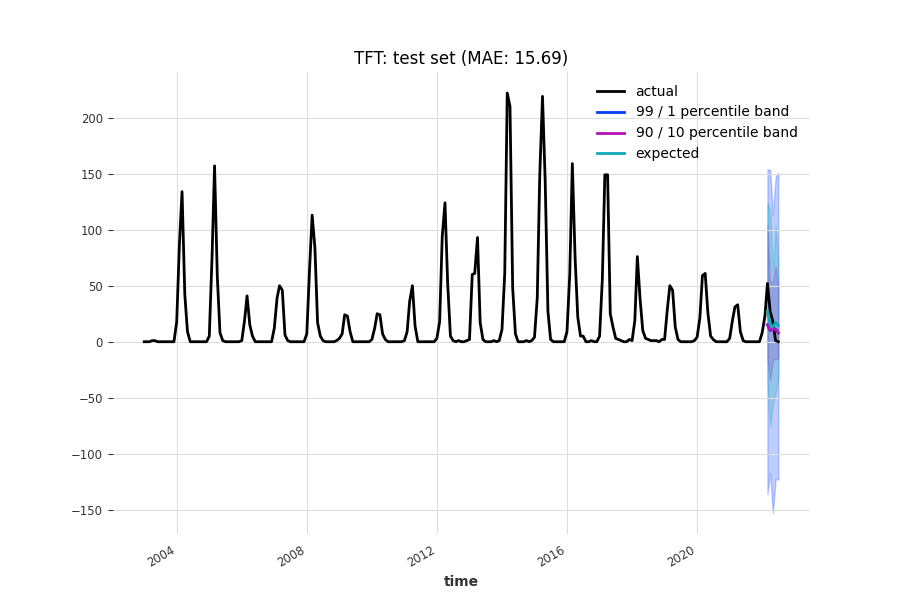 TFT: test set (MAE: 15.69)
actual
99 / 1 percentile band
90 / 10 percentile band
expected
200
150
100
50
0
−50
−100
−150
2004
2008
2012
2016
2020
time